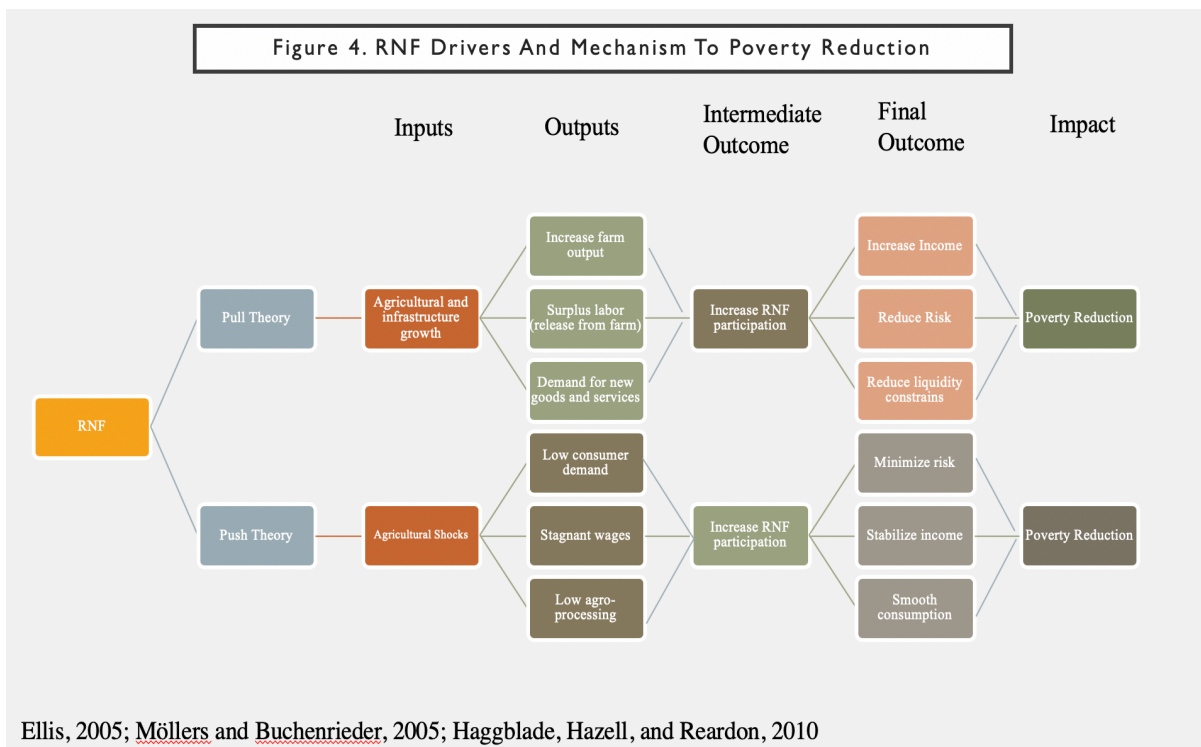 Figure 4. RNF Drivers And Mechanism To Poverty Reduction
Inputs
Outputs
Intermediate
Outcome
Final
Outcome
Impact
RNF
Pull Theory
Agricultural and
infrastructure
growth
Increase farm
output
Surplus labor
(release from farm)
Demand for new
goods and services
Increase RNF
participation
Increase Income
Reduce Risk
Reduce liquidity
constrains
Poverty Reduction
Push Theory
Agricultural Shocks
Low consumer
demand
Stagnant wages
Low agro-
processing
Increase RNF
participation
Minimize risk
Stabilize income
Smooth
consumption
Poverty Reduction
Ellis, 2005; Möllers and Buchenrieder, 2005; Haggblade, Hazell, and Reardon, 2010